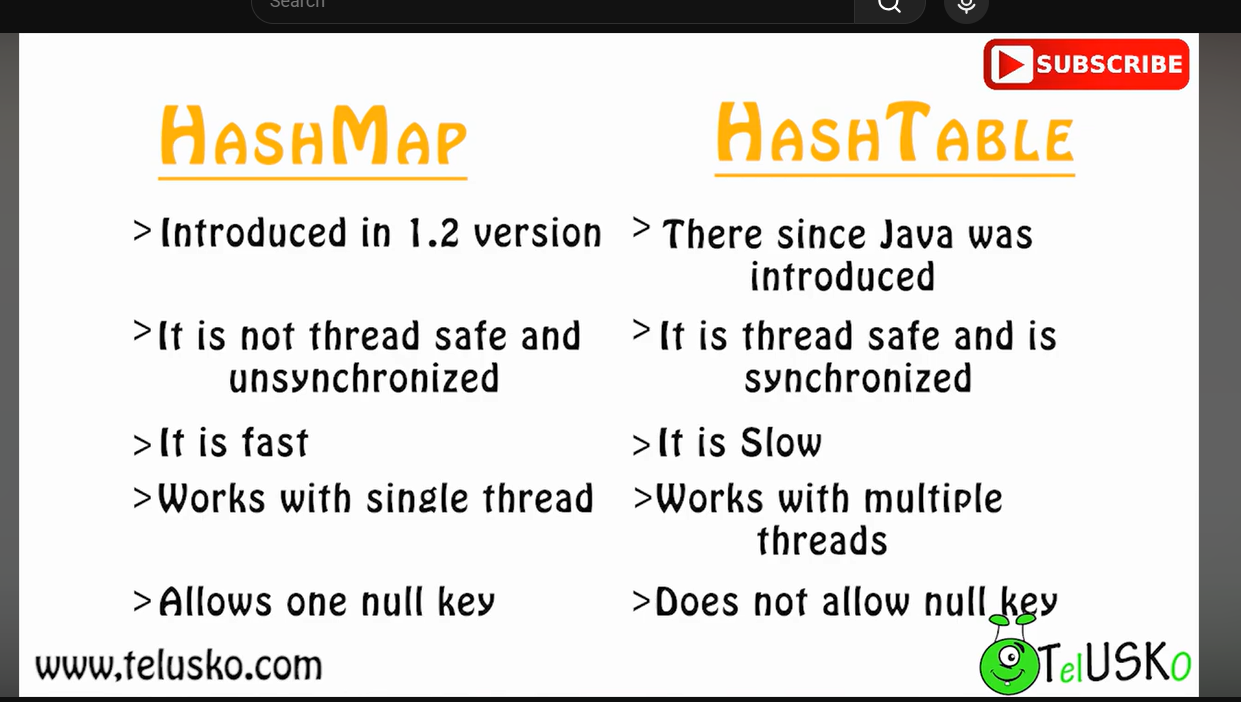 Search
SUBSCRIBE
HashMap
HashTable
>Introduced in 1.2 version
> There since Java was
introduced
>It is not thread safe and
unsynchronized
>It is thread safe and is
synchronized
>It is fast
>It is Slow
>Works with single thread
>Works with multiple
threads
>Allows one null key
>Does not allow null key
www.telusko.com
TelUSKO